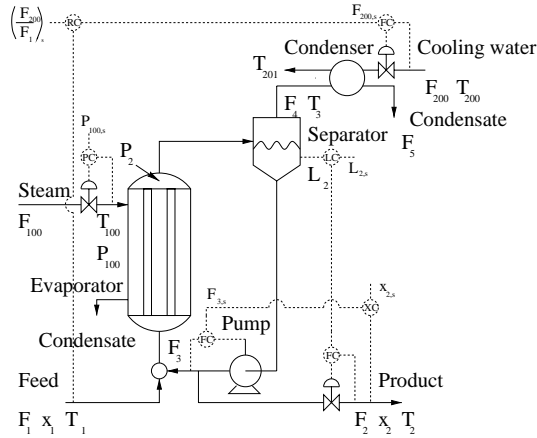 (F200/F1)s RC F200,s FC
Condenser Cooling water
T201 F200 T200
F4 T3 Condensate
P100,s Separator F5
PC P2 LC
L2 L2,s
Steam
F100 T100
P100
Evaporator F3,s x2,s
XC
Condensate Pump
F3 FC FC
Feed Product
F1 x1 T1 F2 x2 T2